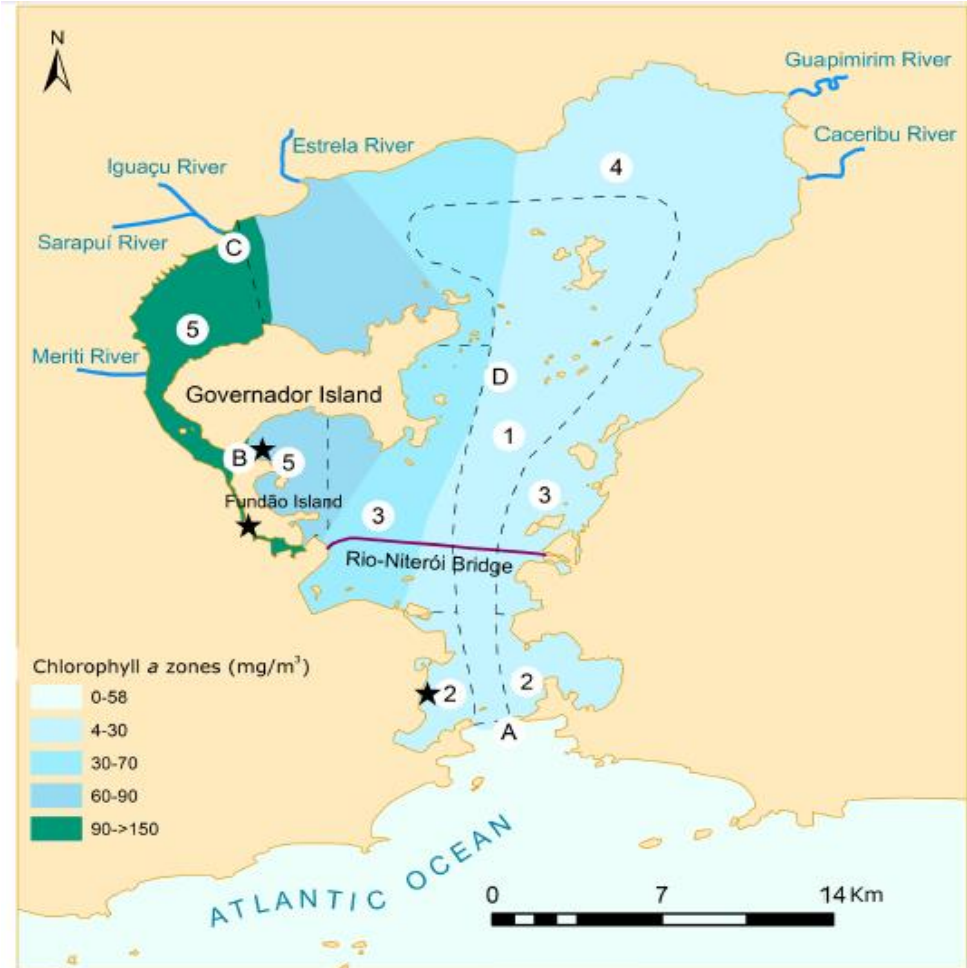 N
Guapimirim River
Caceribu River
Estrela River
Iguaçu River
4
Sarapuí River
C
5
Meriti River
D
Governador Island
1
B
5
3
Fundão Island
3
Rio-Niterói Bridge
Chlorophyll a zones (mg/m³)
0-58
4-30
30-70
60-90
90->150
2
2
A
ATLANTIC OCEAN
0 7 14 Km